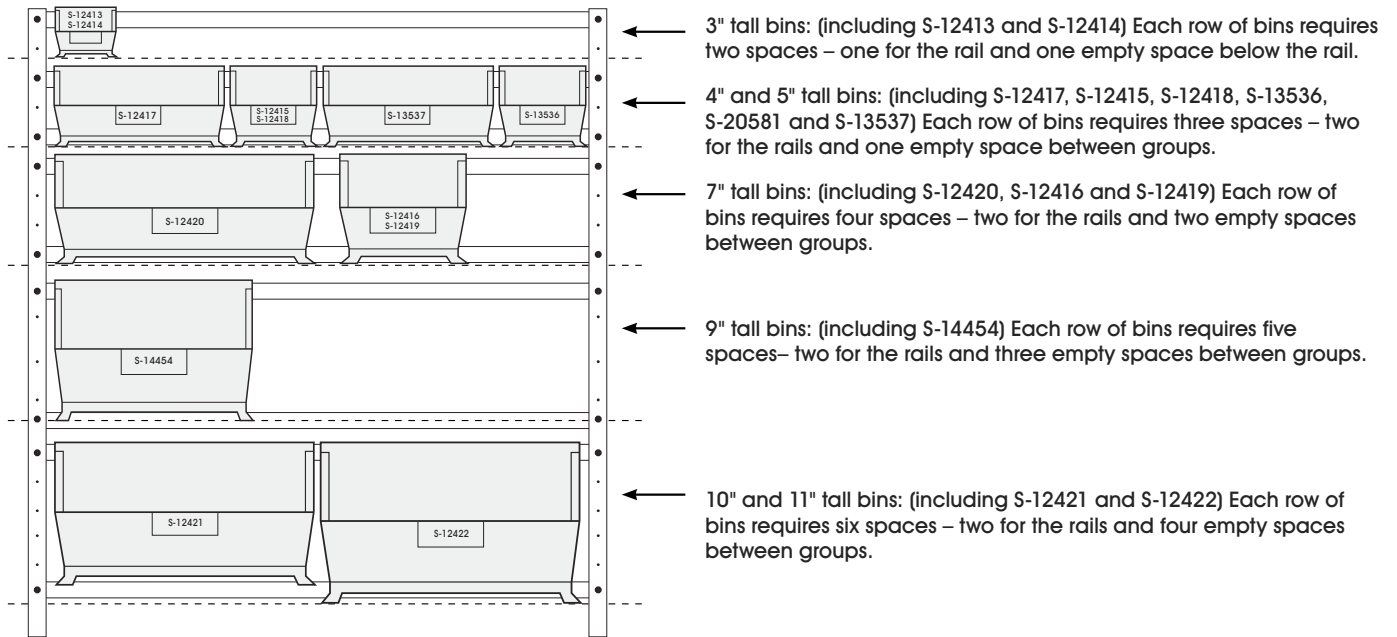 S-12413
S-12414
3" tall bins: (including S-12413 and S-12414) Each row of bins requires
two spaces – one for the rail and one empty space below the rail.
S-12417
S-12415
S-12418
S-13537
S-13536
4" and 5" tall bins: (including S-12417, S-12415, S-12418, S-13536,
S-20581 and S-13537) Each row of bins requires three spaces – two
for the rails and one empty space between groups.
S-12420
S-12416
S-12419
7" tall bins: (including S-12420, S-12416 and S-12419) Each row of
bins requires four spaces – two for the rails and two empty spaces
between groups.
S-14454
9" tall bins: (including S-14454) Each row of bins requires five
spaces– two for the rails and three empty spaces between groups.
S-12421
S-12422
10" and 11" tall bins: (including S-12421 and S-12422) Each row of
bins requires six spaces – two for the rails and four empty spaces
between groups.